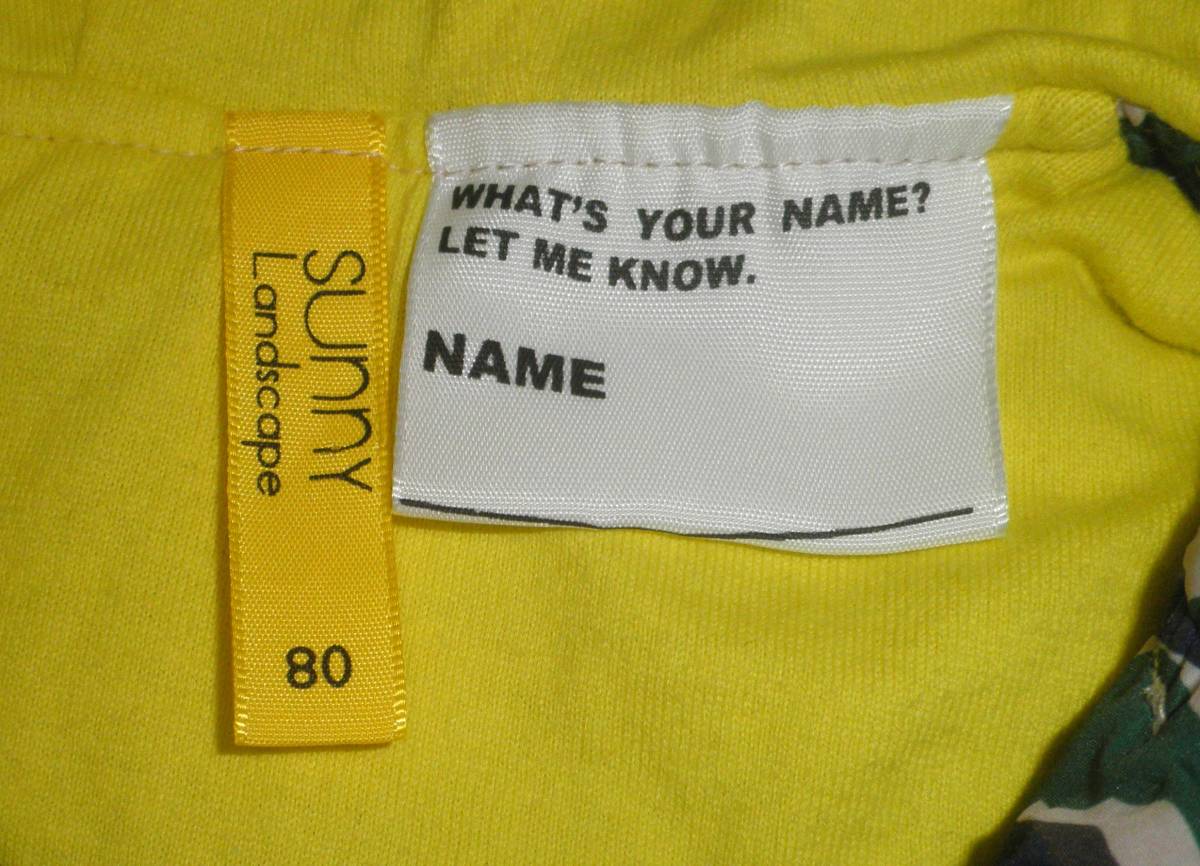 sunny
Landscape
80
WHAT'S YOUR NAME?
LET ME KNOW.
NAME